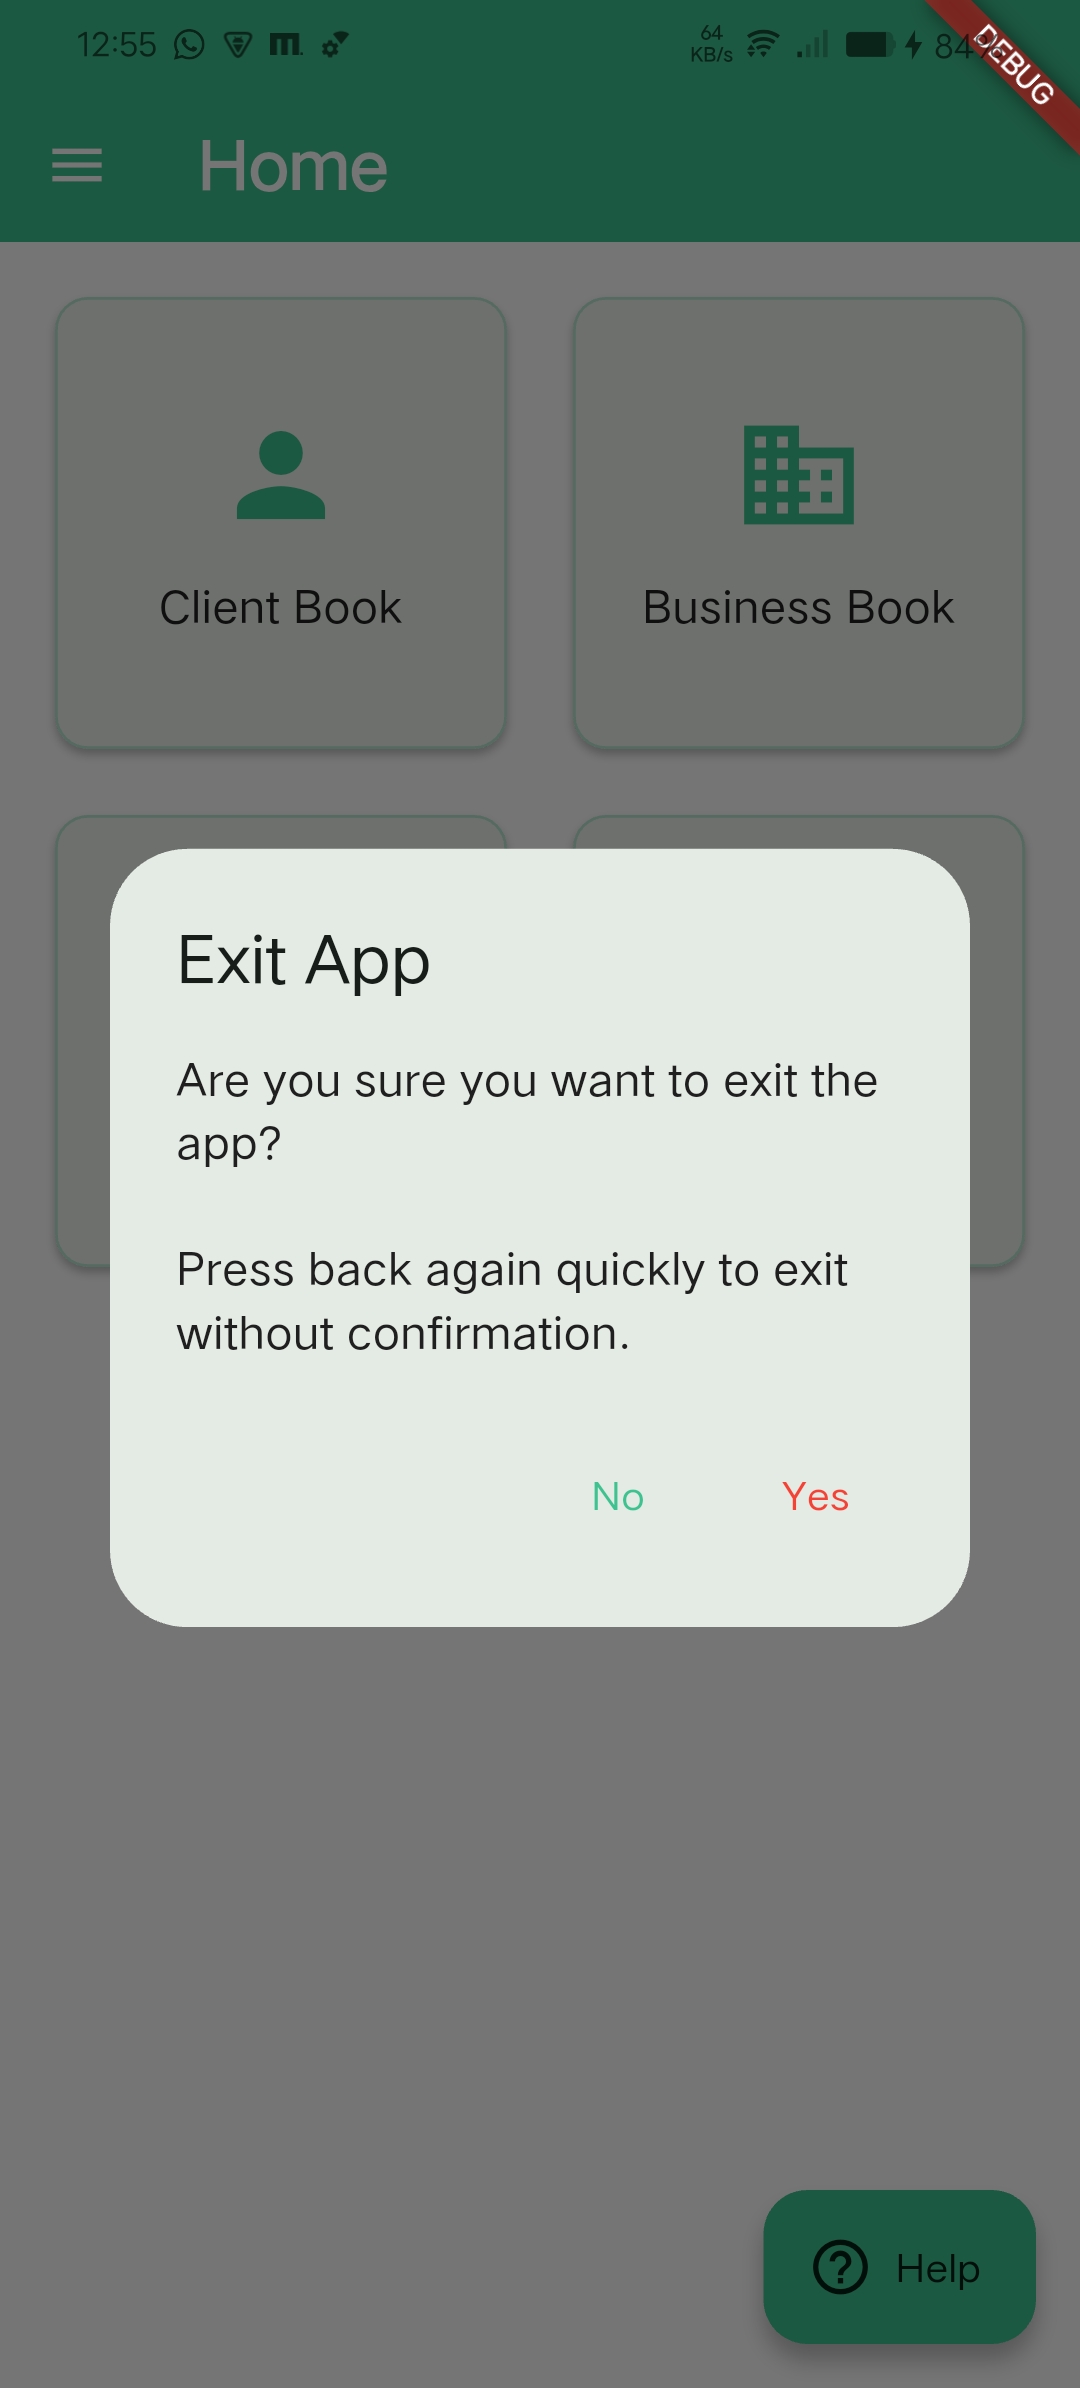 12:55
64
KB/s
84%
DEBUG
Home
Client Book
Business Book
Exit App
Are you sure you want to exit the
app?
Press back again quickly to exit
without confirmation.
No
Yes
Help